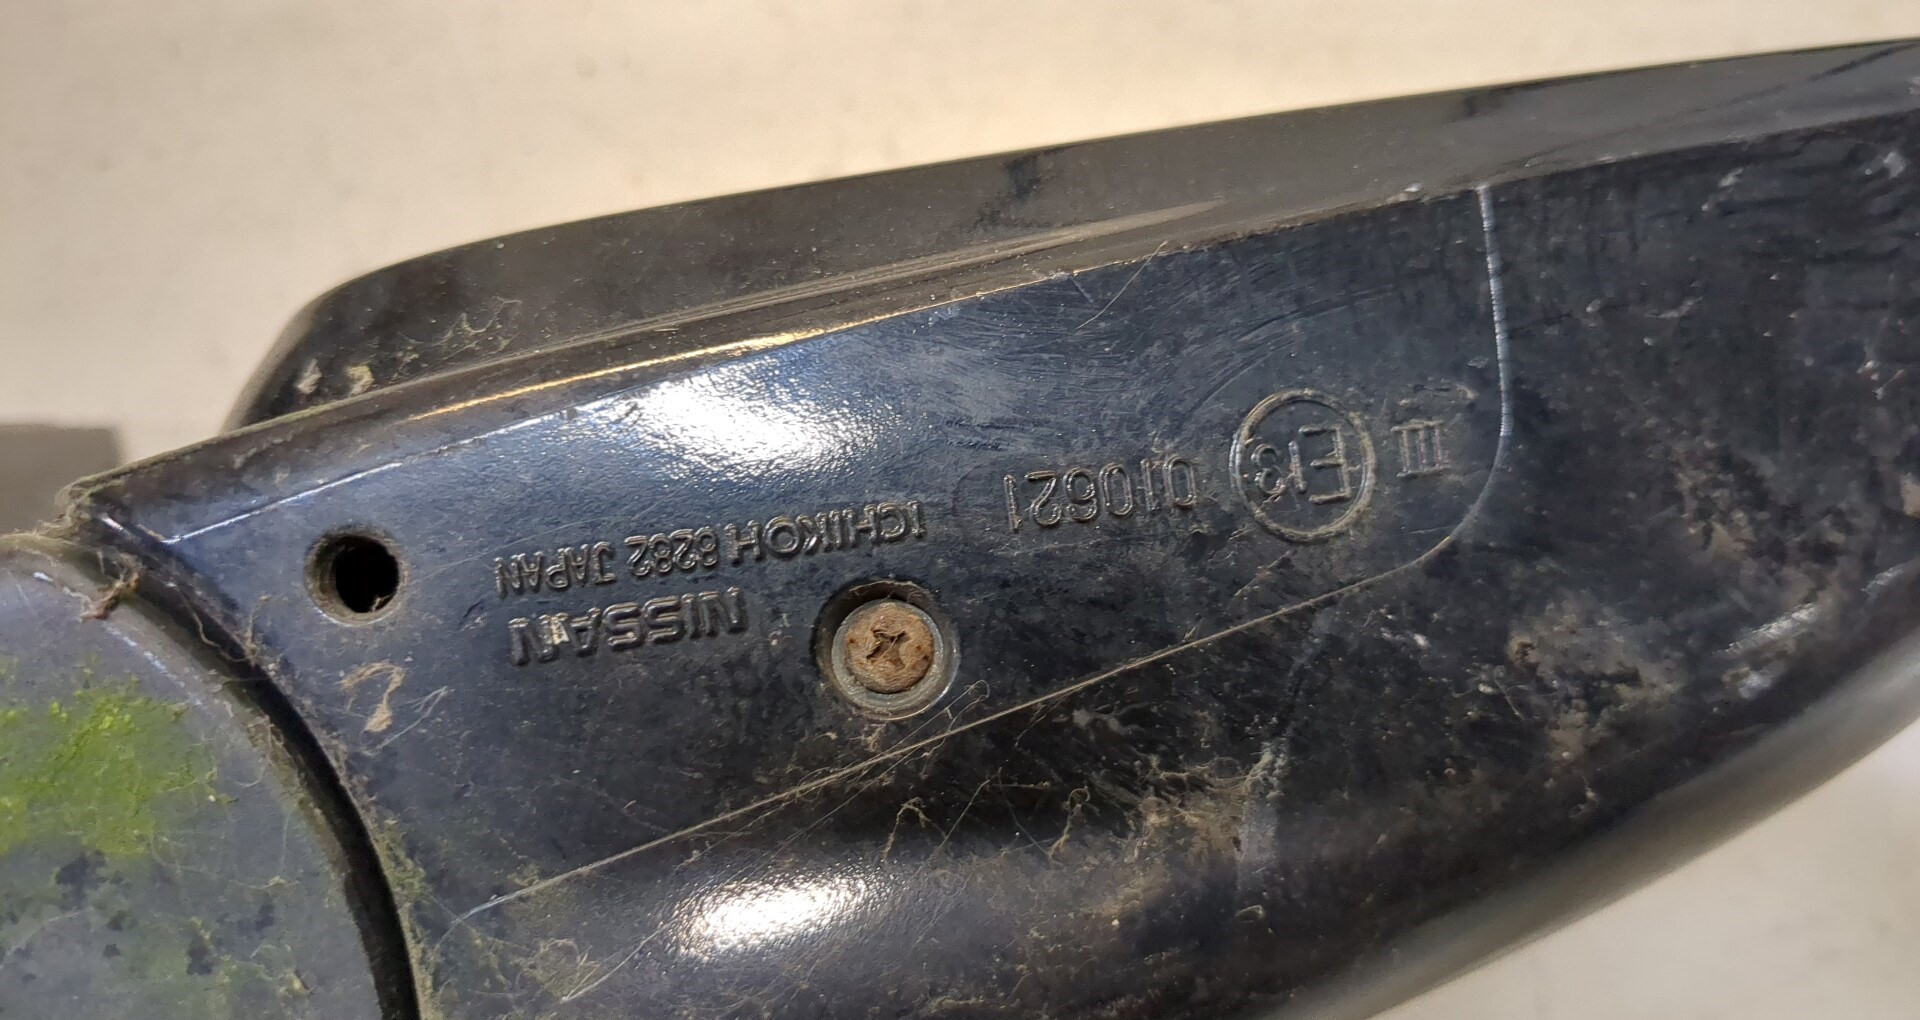 NISSAN
ICHIKOH 8282 JAPAN
III E13 010621